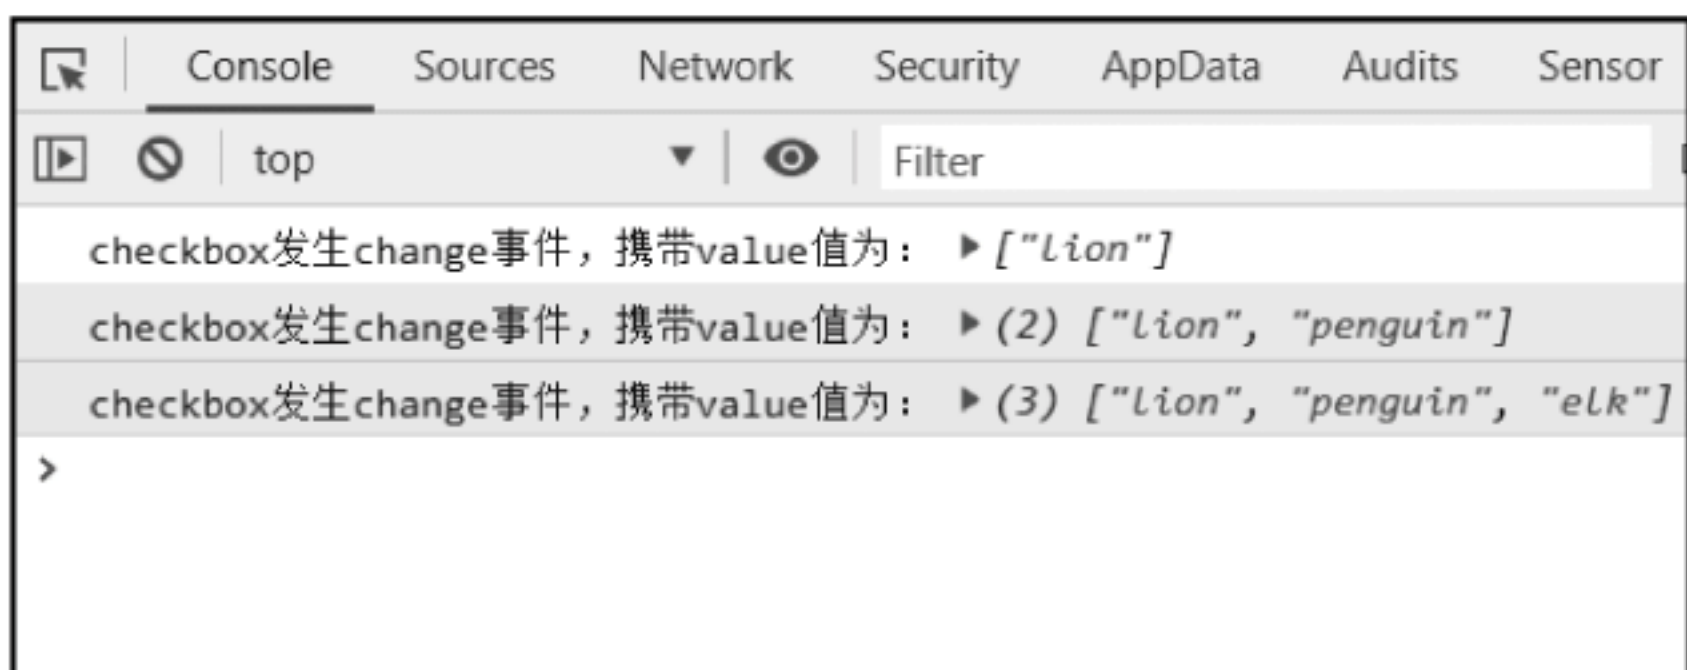 Console Sources Network Security AppData Audits Sensor
top Filter
checkbox发生change事件，携带value值为： ▶["lion"]
checkbox发生change事件，携带value值为： ▶(2) ["lion", "penguin"]
checkbox发生change事件，携带value值为： ▶(3) ["lion", "penguin", "elk"]
>